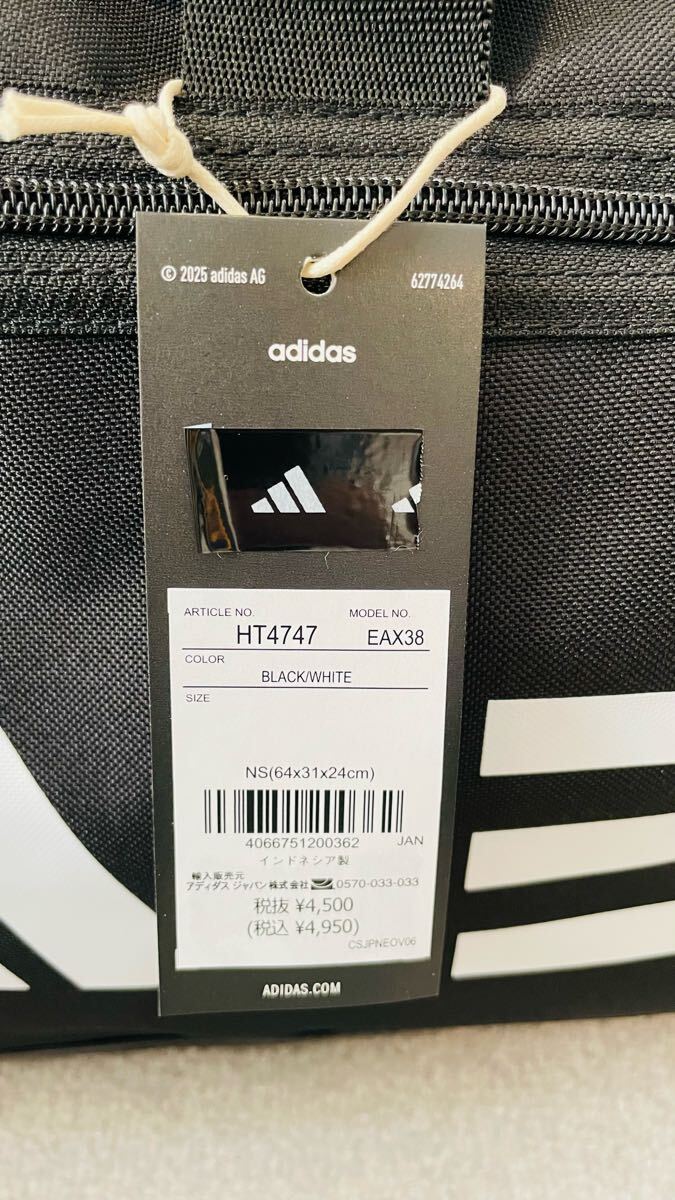 © 2025 adidas AG 62774264
adidas
ARTICLE NO. MODEL NO.
HT4747 EAX38
COLOR
BLACK/WHITE
SIZE
NS(64x31x24cm)
4066751200362 JAN
インドネシア製
輸入販売元
アディダス ジャパン株式会社 0570-033-033
税抜 ¥4,500
(税込 ¥4,950)
CSJPNEOV06
ADIDAS.COM